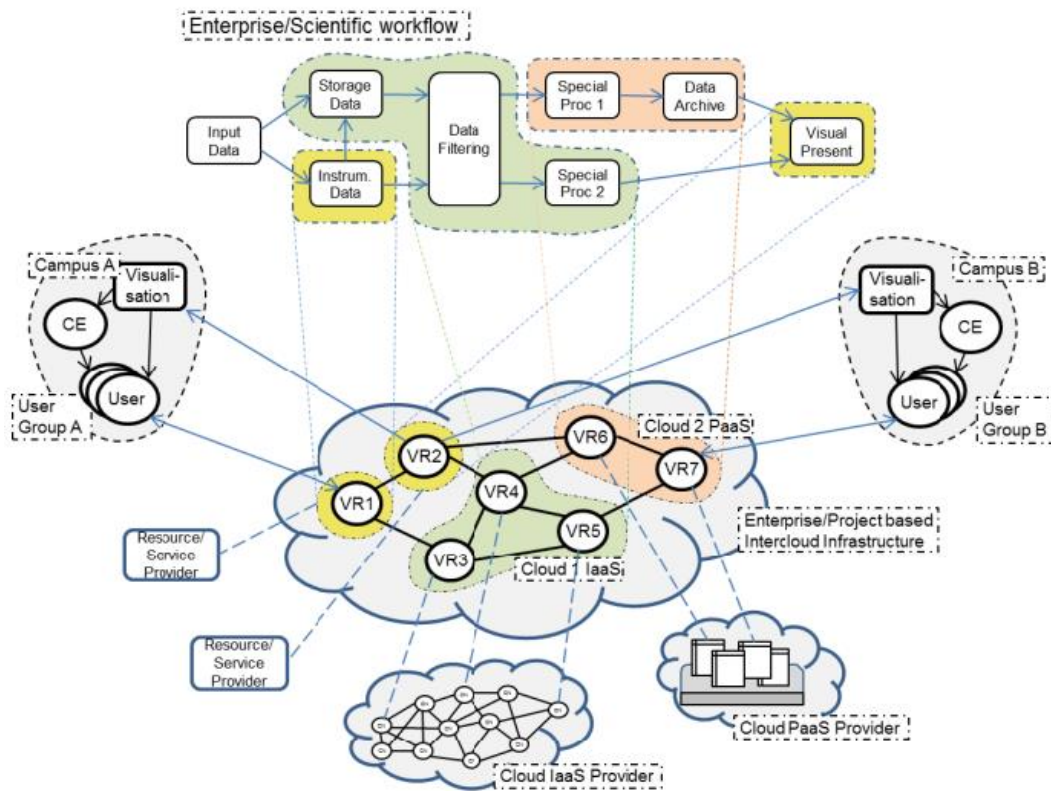 Enterprise/Scientific workflow
Storage
Data
Special
Proc 1
Data
Archive
Input
Data
Data
Filtering
Visual
Present
Instrum.
Data
Special
Proc 2
Campus A
Visuali-
sation
CE
User
User
Group A
Visuali-
sation
Campus B
CE
User
User
Group B
VR6
Cloud 2 PaaS
VR2
VR7
VR4
VR1
VR5
VR3
Cloud 1 IaaS
Enterprise/Project based
Intercloud Infrastructure
Resource/
Service
Provider
Resource/
Service
Provider
Cloud PaaS Provider
Cloud IaaS Provider